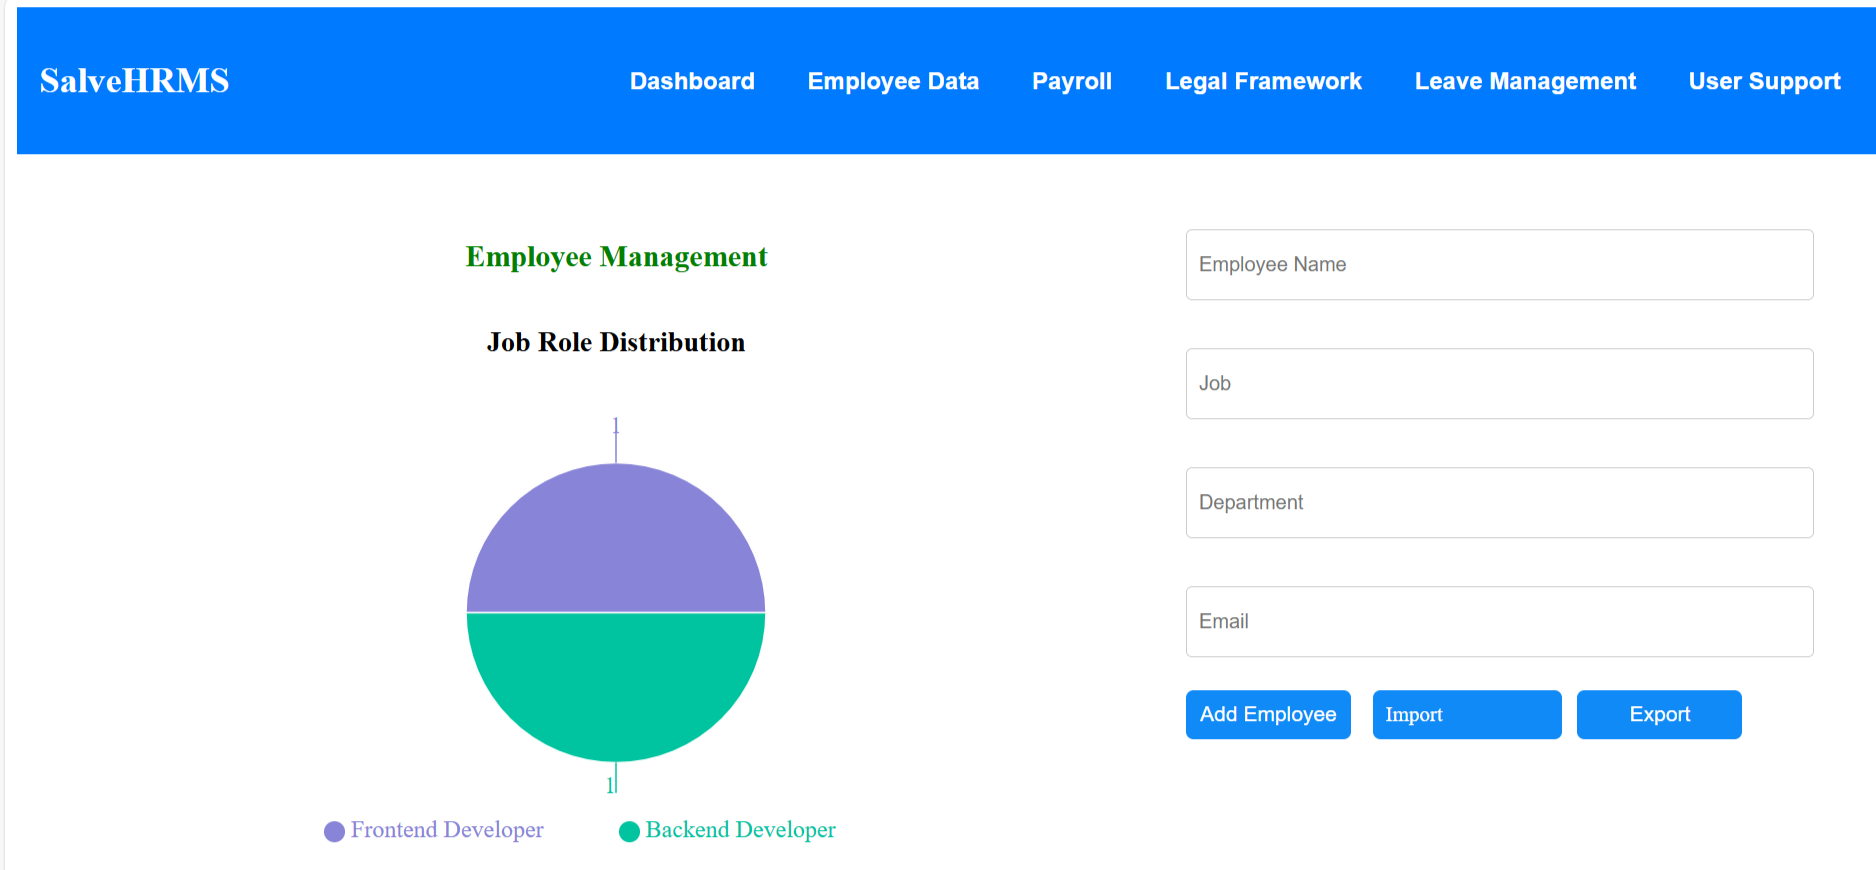 SalveHRMS
Dashboard Employee Data Payroll Legal Framework Leave Management User Support
Employee Management
Job Role Distribution
1
1
Frontend Developer Backend Developer
Employee Name
Job
Department
Email
Add Employee Import Export